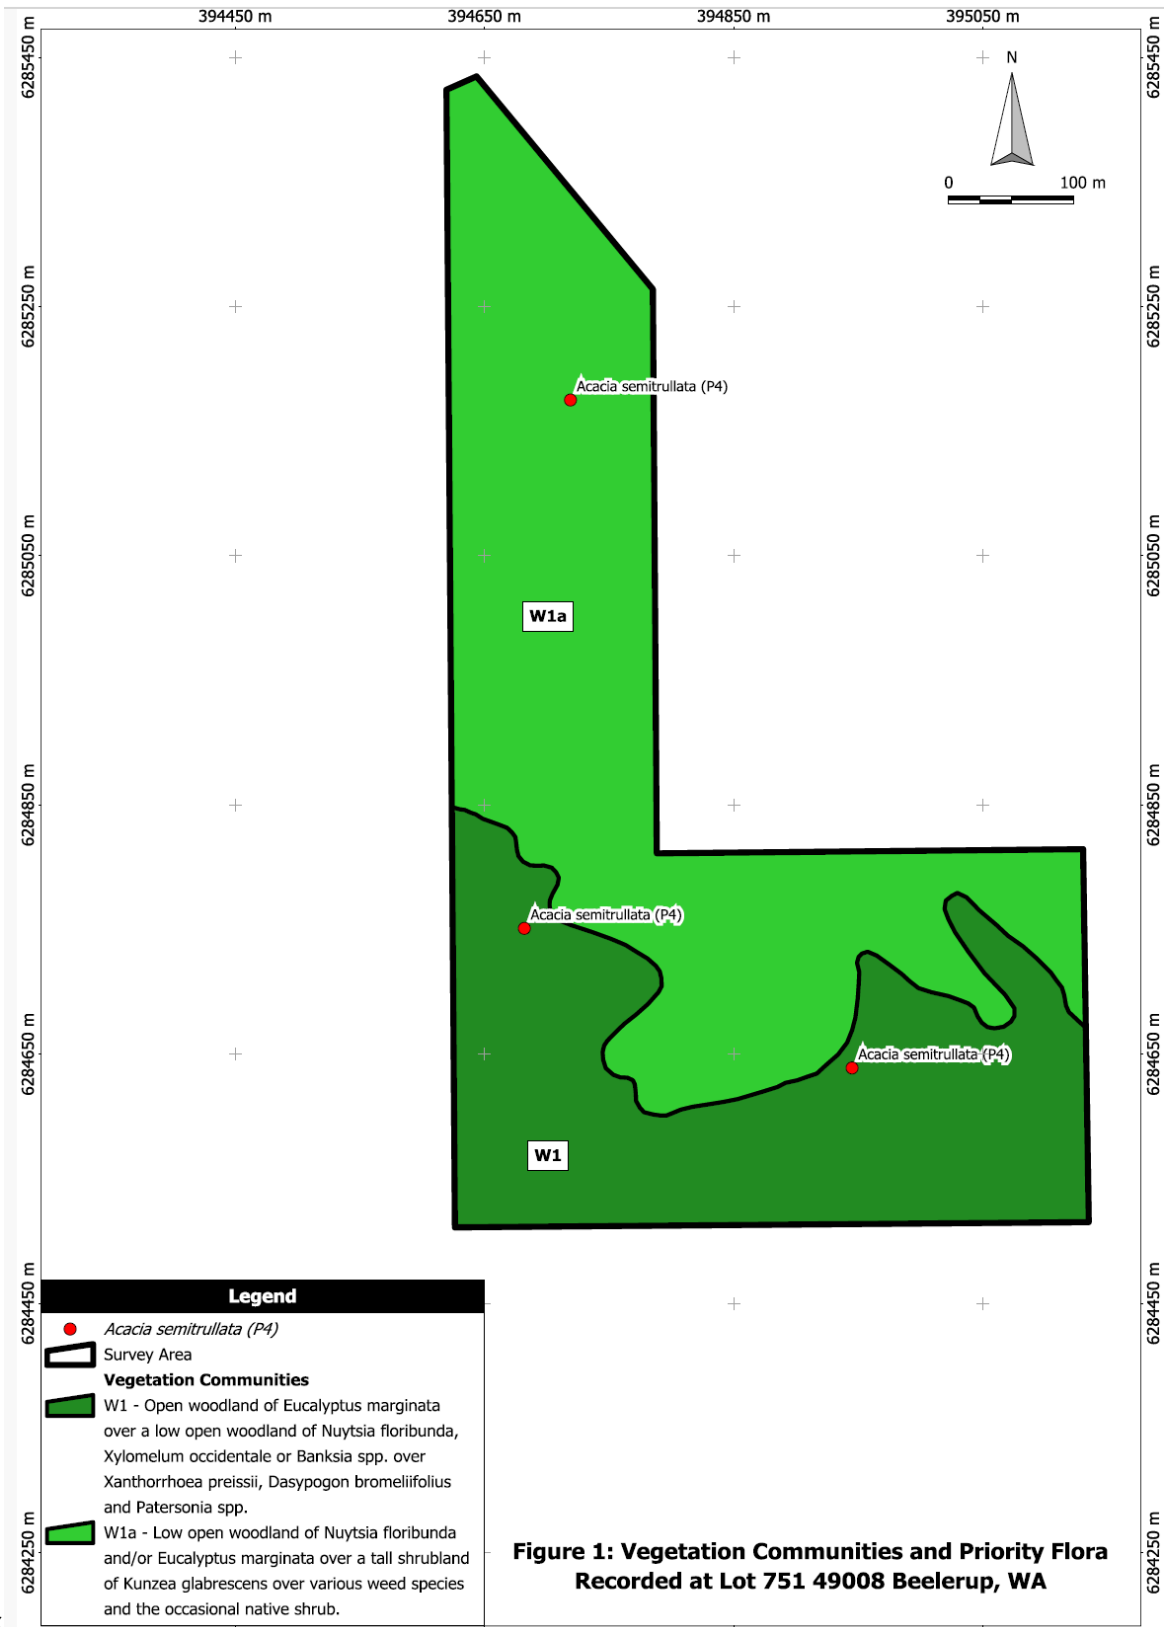 394450 m
394650 m
394850 m
395050 m
6285450 m
6285450 m
N
0
100 m
6285250 m
6285250 m
Acacia semitrullata (P4)
6285050 m
6285050 m
W1a
6284850 m
6284850 m
Acacia semitrullata (P4)
6284650 m
6284650 m
Acacia semitrullata (P4)
W1
6284450 m
6284450 m
Legend
Acacia semitrullata (P4)
Survey Area
Vegetation Communities
W1 - Open woodland of Eucalyptus marginata
over a low open woodland of Nuytsia floribunda,
Xylomelum occidentale or Banksia spp. over
Xanthorrhoea preissii, Dasypogon bromeliifolius
and Patersonia spp.
W1a - Low open woodland of Nuytsia floribunda
and/or Eucalyptus marginata over a tall shrubland
of Kunzea glabrescens over various weed species
and the occasional native shrub.
6284250 m
6284250 m
Figure 1: Vegetation Communities and Priority Flora
Recorded at Lot 751 49008 Beelerup, WA